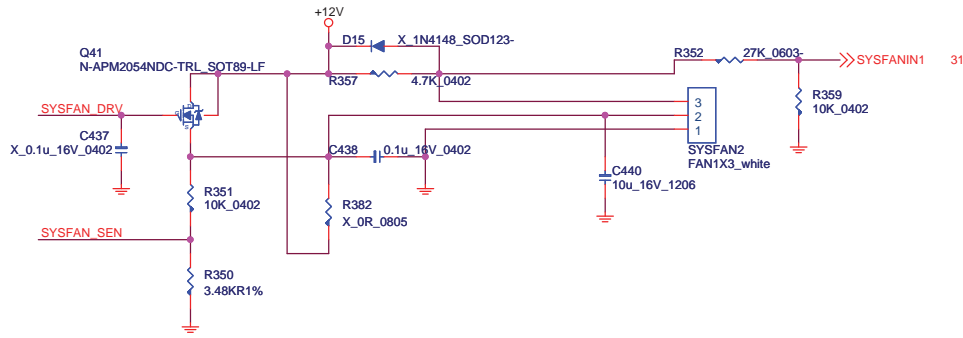 +12V
D15 X_1N4148_SOD123-
Q41
N-APM2054NDC-TRL_SOT89-LF
R357 4.7K_0402
R352 27K_0603-
SYSFANIN1 31
SYSFAN_DRV
R359
10K_0402
3
2
1
SYSFAN2
FAN1X3_white
C437
X_0.1u_16V_0402
C438 0.1u_16V_0402
C440
10u_16V_1206
R351
10K_0402
R382
X_0R_0805
SYSFAN_SEN
R350
3.48KR1%